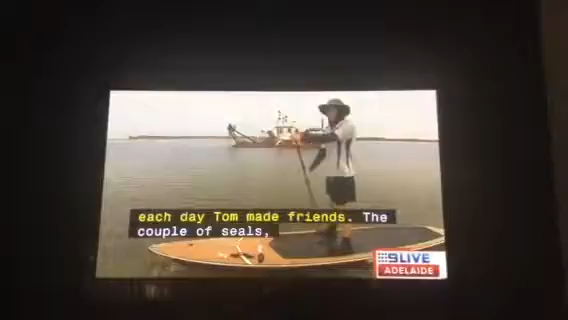 each day Tom made friends. The
couple of seals,
9LIVE
ADELAIDE